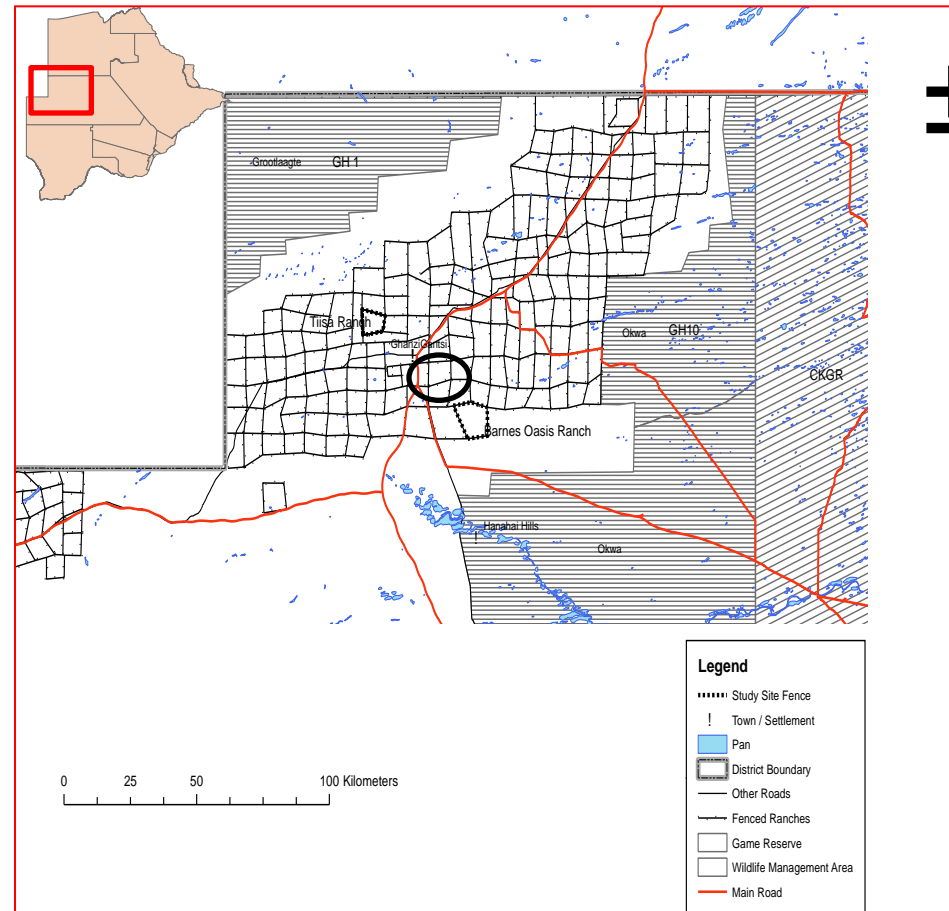 Grootlaagte GH 1
Tiisa Ranch
GhanziGantsi
!
Okwa GH10
CKGR
Barnes Oasis Ranch
Hanahai Hills
!
Okwa
Legend
Study Site Fence
! Town / Settlement
Pan
District Boundary
Other Roads
Fenced Ranches
Game Reserve
Wildlife Management Area
Main Road
0 25 50 100 Kilometers